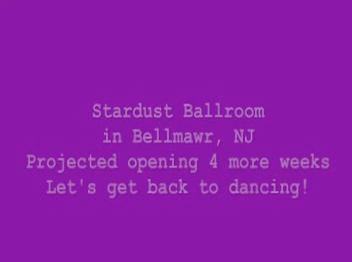 Stardust Ballroom
in Bellmawr, NJ
Projected opening 4 more weeks
Let's get back to dancing!